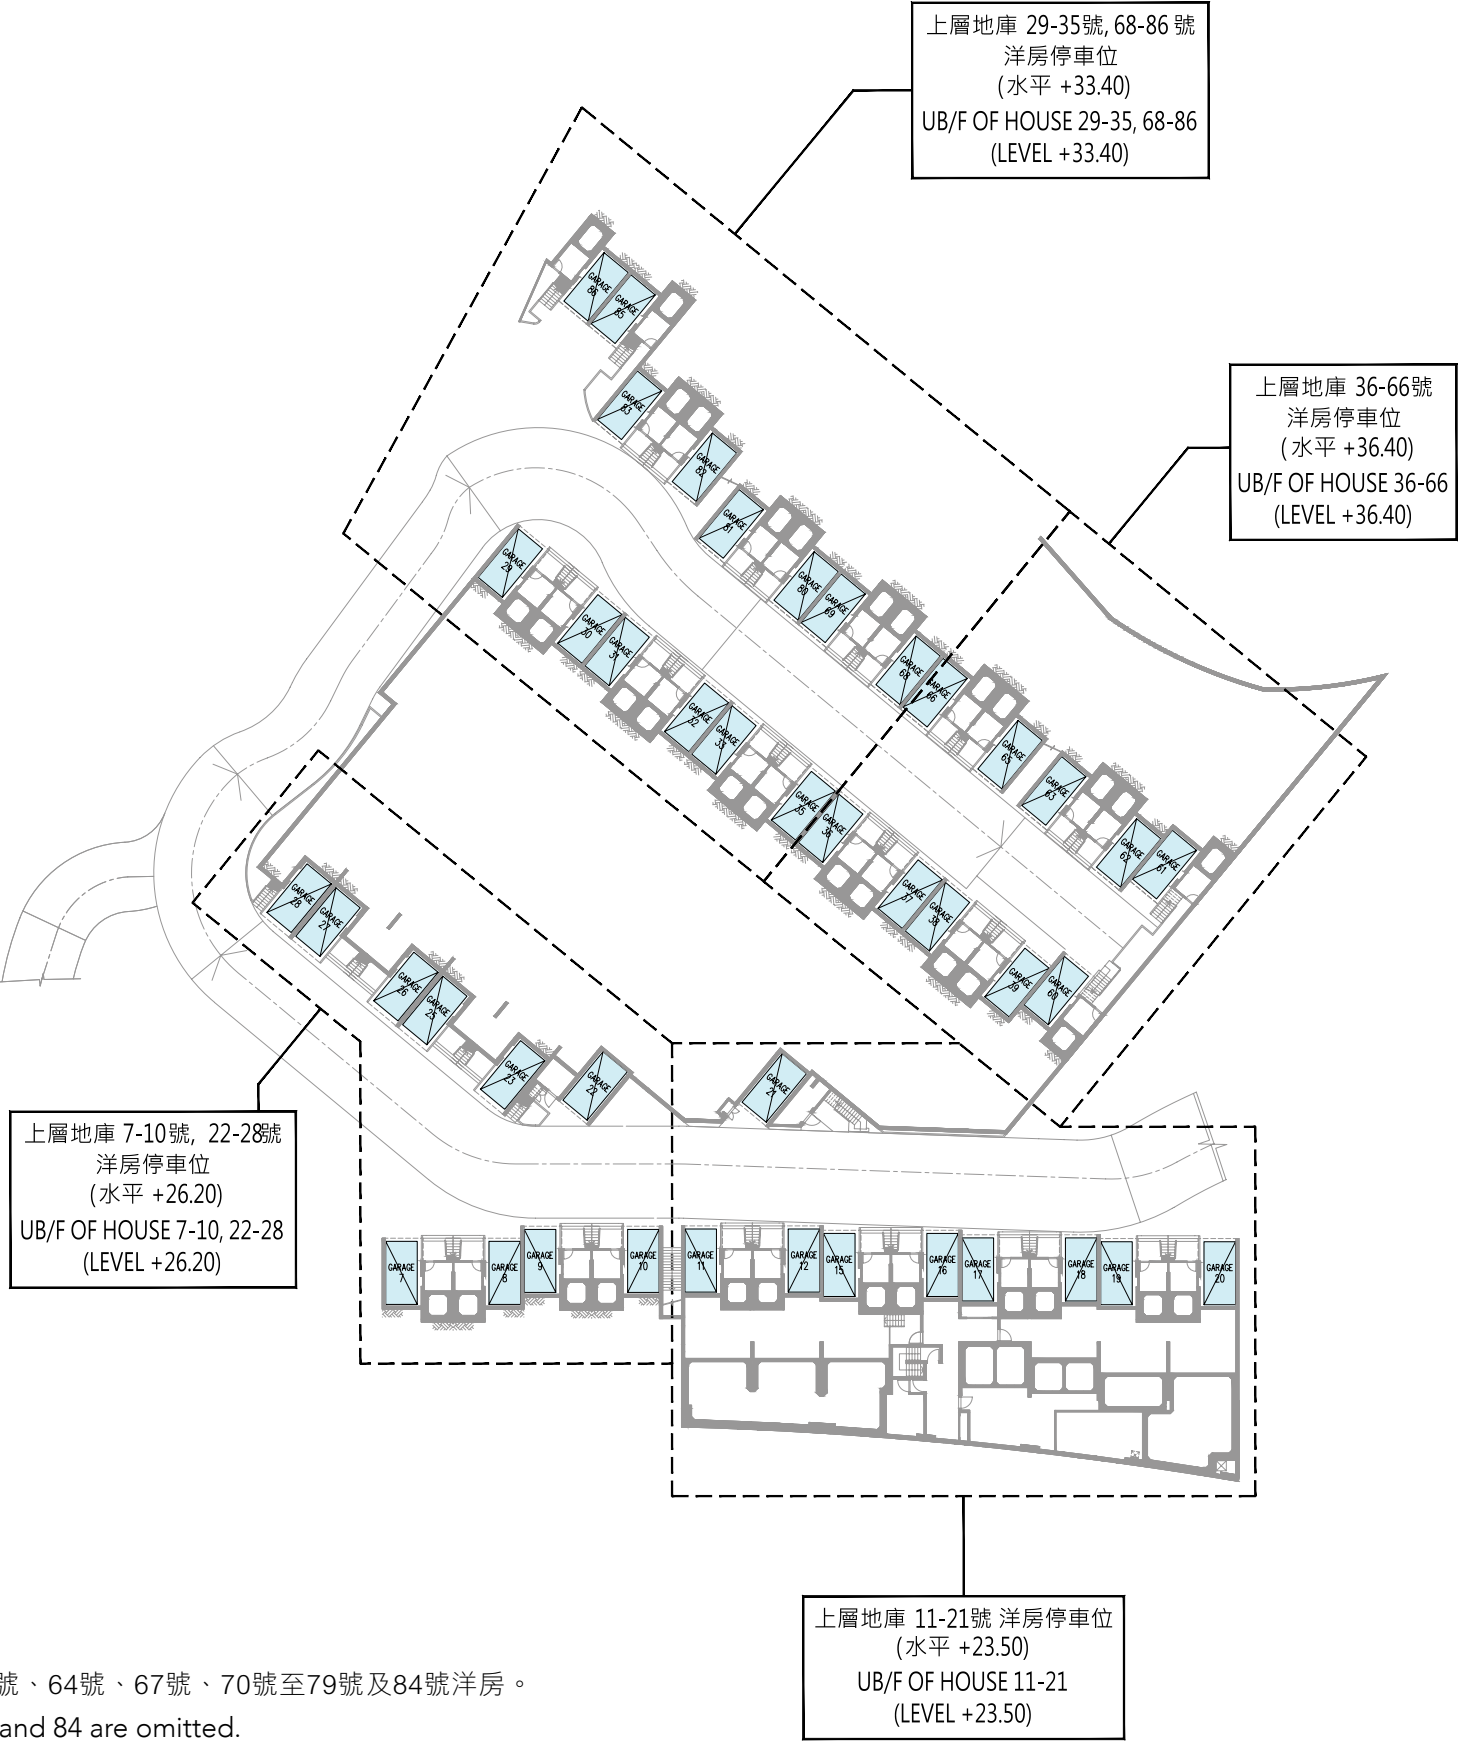 上層地庫 29-35號, 68-86 號
洋房停車位
(水平 +33.40)
UB/F OF HOUSE 29-35, 68-86
(LEVEL +33.40)
上層地庫 36-66號
洋房停車位
(水平 +36.40)
UB/F OF HOUSE 36-66
(LEVEL +36.40)
GARAGE
86
GARAGE
85
GARAGE
83
GARAGE
82
GARAGE
81
GARAGE
80
GARAGE
69
GARAGE
68
GARAGE
66
GARAGE
65
GARAGE
63
GARAGE
62
GARAGE
61
GARAGE
29
GARAGE
30
GARAGE
31
GARAGE
32
GARAGE
33
GARAGE
35
GARAGE
36
GARAGE
37
GARAGE
38
GARAGE
39
GARAGE
60
GARAGE
28
GARAGE
27
GARAGE
26
GARAGE
25
GARAGE
23
GARAGE
22
GARAGE
21
上層地庫 7-10號, 22-28號
洋房停車位
(水平 +26.20)
UB/F OF HOUSE 7-10, 22-28
(LEVEL +26.20)
GARAGE
7
GARAGE
8
GARAGE
9
GARAGE
10
GARAGE
11
GARAGE
12
GARAGE
15
GARAGE
16
GARAGE
17
GARAGE
18
GARAGE
19
GARAGE
20
上層地庫 11-21號 洋房停車位
(水平 +23.50)
UB/F OF HOUSE 11-21
(LEVEL +23.50)
號、64號、67號、70號至79號及84號洋房。
and 84 are omitted.